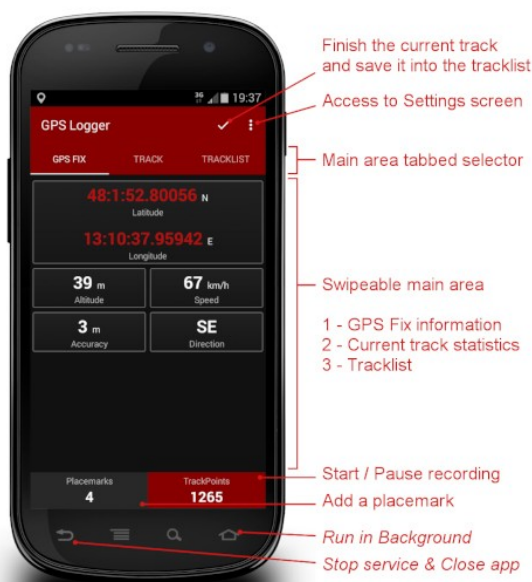 Finish the current track
and save it into the tracklist
3G 19:37
Access to Settings screen
GPS Logger
GPS FIX TRACK TRACKLIST
Main area tabbed selector
48:1:52.80056 N
Latitude
13:10:37.95942 E
Longitude
39 m 67 km/h
Altitude Speed
3 m SE
Accuracy Direction
Swipeable main area
1 - GPS Fix information
2 - Current track statistics
3 - Tracklist
Placemarks TrackPoints
4 1265
Start / Pause recording
Add a placemark
Run in Background
Stop service & Close app